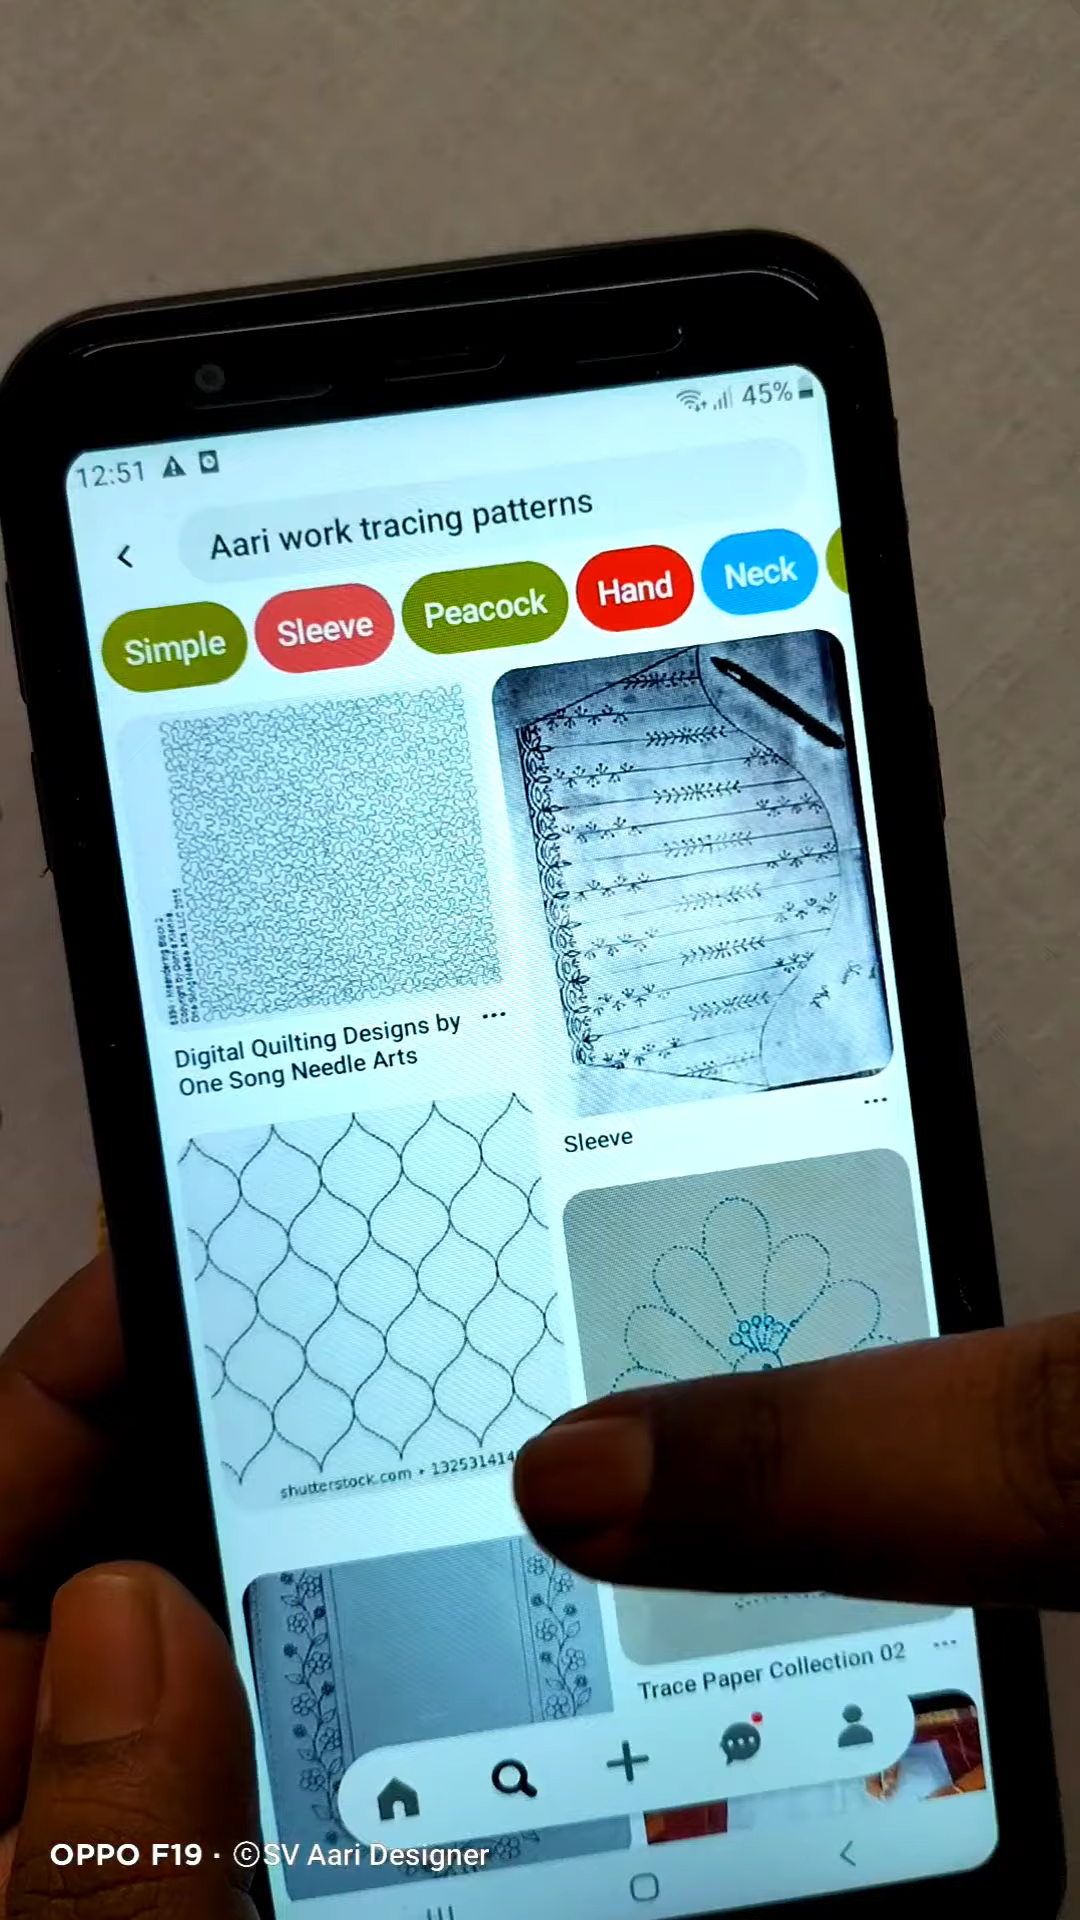 12:51
45%
Aari work tracing patterns
Simple
Sleeve
Peacock
Hand
Neck
Digital Quilting Designs by
One Song Needle Arts
Sleeve
shutterstock.com • 132531414
Trace Paper Collection 02
OPPO F19 · ©SV Aari Designer